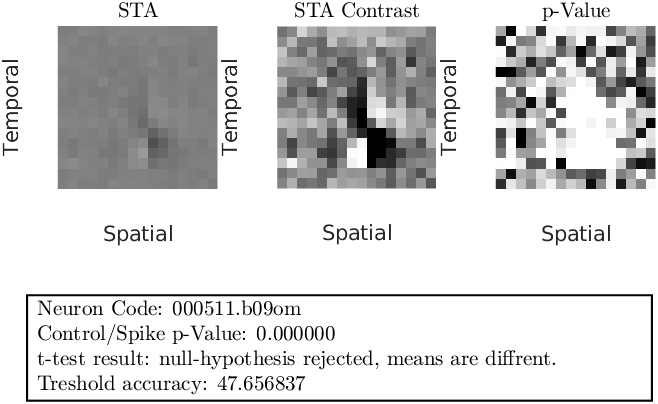 STA
STA Contrast
p-Value
Temporal
Temporal
Temporal
Spatial
Spatial
Spatial
Neuron Code: 000511.b09om
Control/Spike p-Value: 0.000000
t-test result: null-hypothesis rejected, means are diffrent.
Treshold accuracy: 47.656837